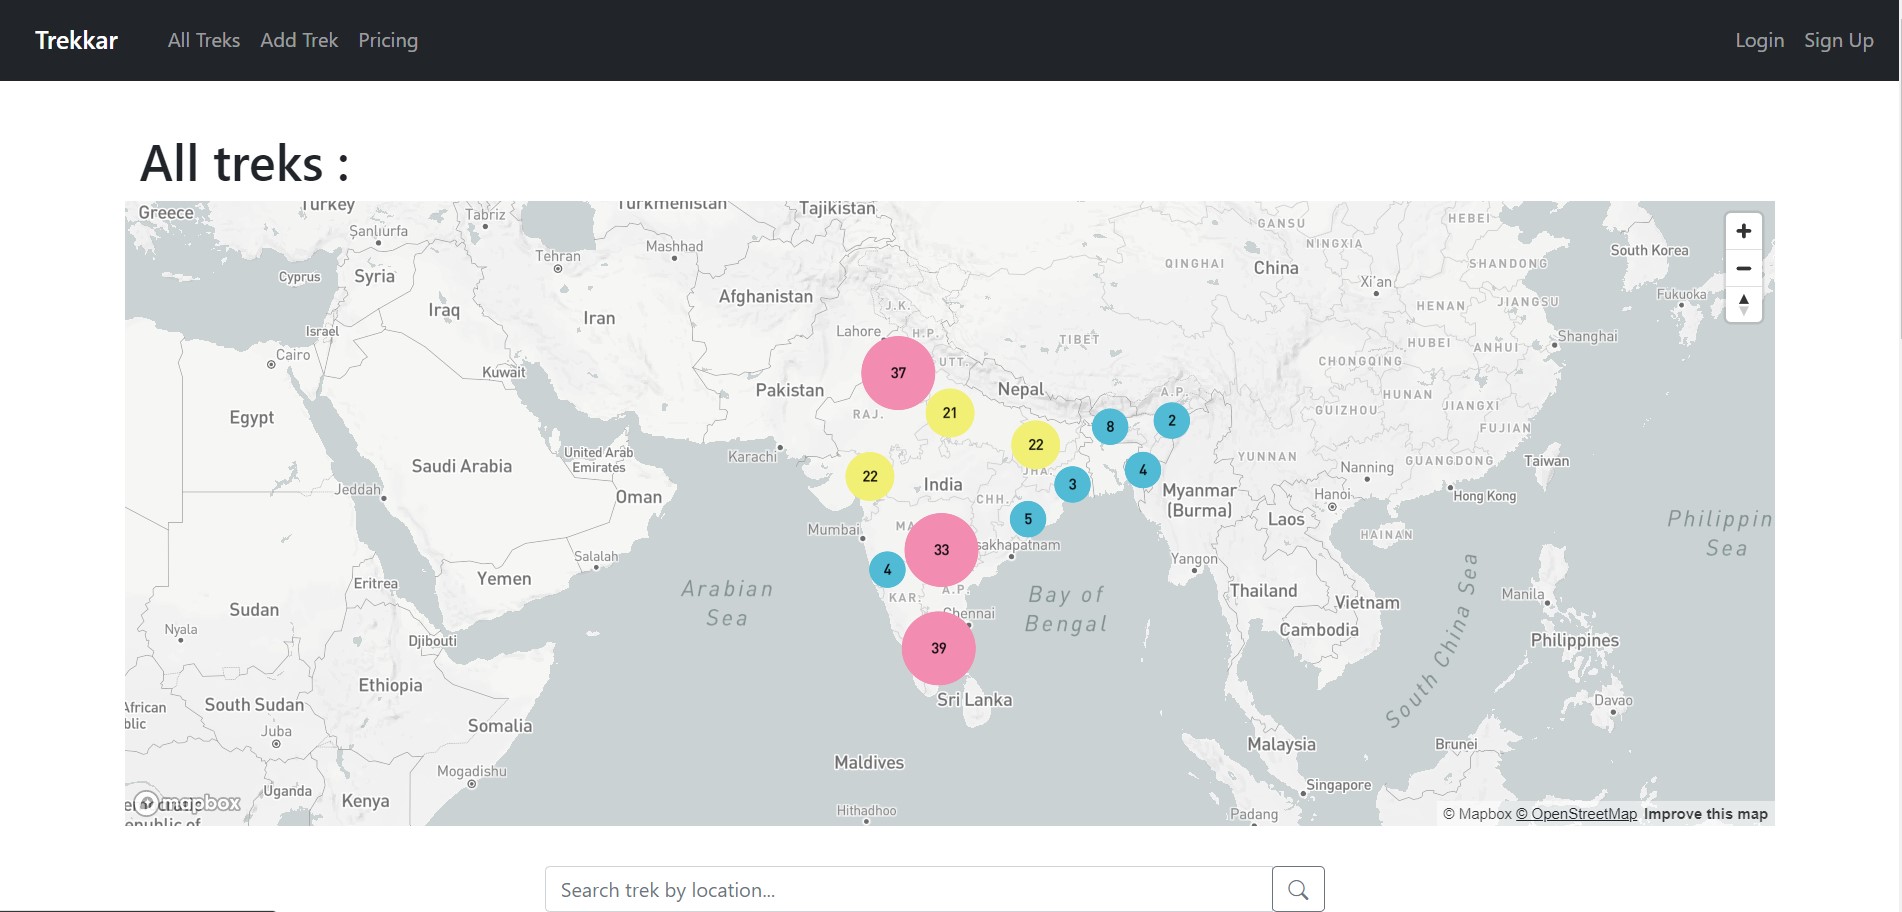 Trekkar All Treks Add Trek Pricing Login Sign Up
All treks :
Greece
Turkey
Tabriz
Turkmenistan
Tajikistan
GANSU
HEBEI
Şanlıurfa
Mashhad
NINGXIA
South Korea
Tehran
Cyprus
Syria
Afghanistan
QINGHAI
China
SHANDONG
Xi'an
Fukuoka
Iraq
Iran
J.K.
HENAN
JIANGSU
Israel
Lahore
H.P.
TIBET
HUBEI
ANHUI
Shanghai
Cairo
Kuwait
37
UTT.
CHONGQING
Pakistan
Nepal
A.P.
HUNAN
JIANGXI
Egypt
RAJ.
21
8
2
GUIZHOU
FUJIAN
United Arab
Emirates
Karachi
22
JHA.
YUNNAN
GUANGDONG
Taiwan
Saudi Arabia
22
India
3
4
Nanning
Jeddah
Oman
CHH.
Myanmar
(Burma)
Hanoi
Hong Kong
Mumbai
MA
5
Laos
HAINAN
Philippin
Sea
33
sakhapatnam
Salalah
Yangon
Eritrea
Yemen
4
Arabian
Sea
KAR.
A.P.
Bay of
Bengal
Thailand
Vietnam
Manila
Sudan
Chennai
Nyala
Djibouti
39
Cambodia
South China Sea
Philippines
Ethiopia
South Sudan
Sri Lanka
African
blic
Davao
Juba
Somalia
Malaysia
Brunei
Mogadishu
Maldives
Uganda
Singapore
mapbox
Kenya
Hithadhoo
Padang
© Mapbox © OpenStreetMap Improve this map
Search trek by location...